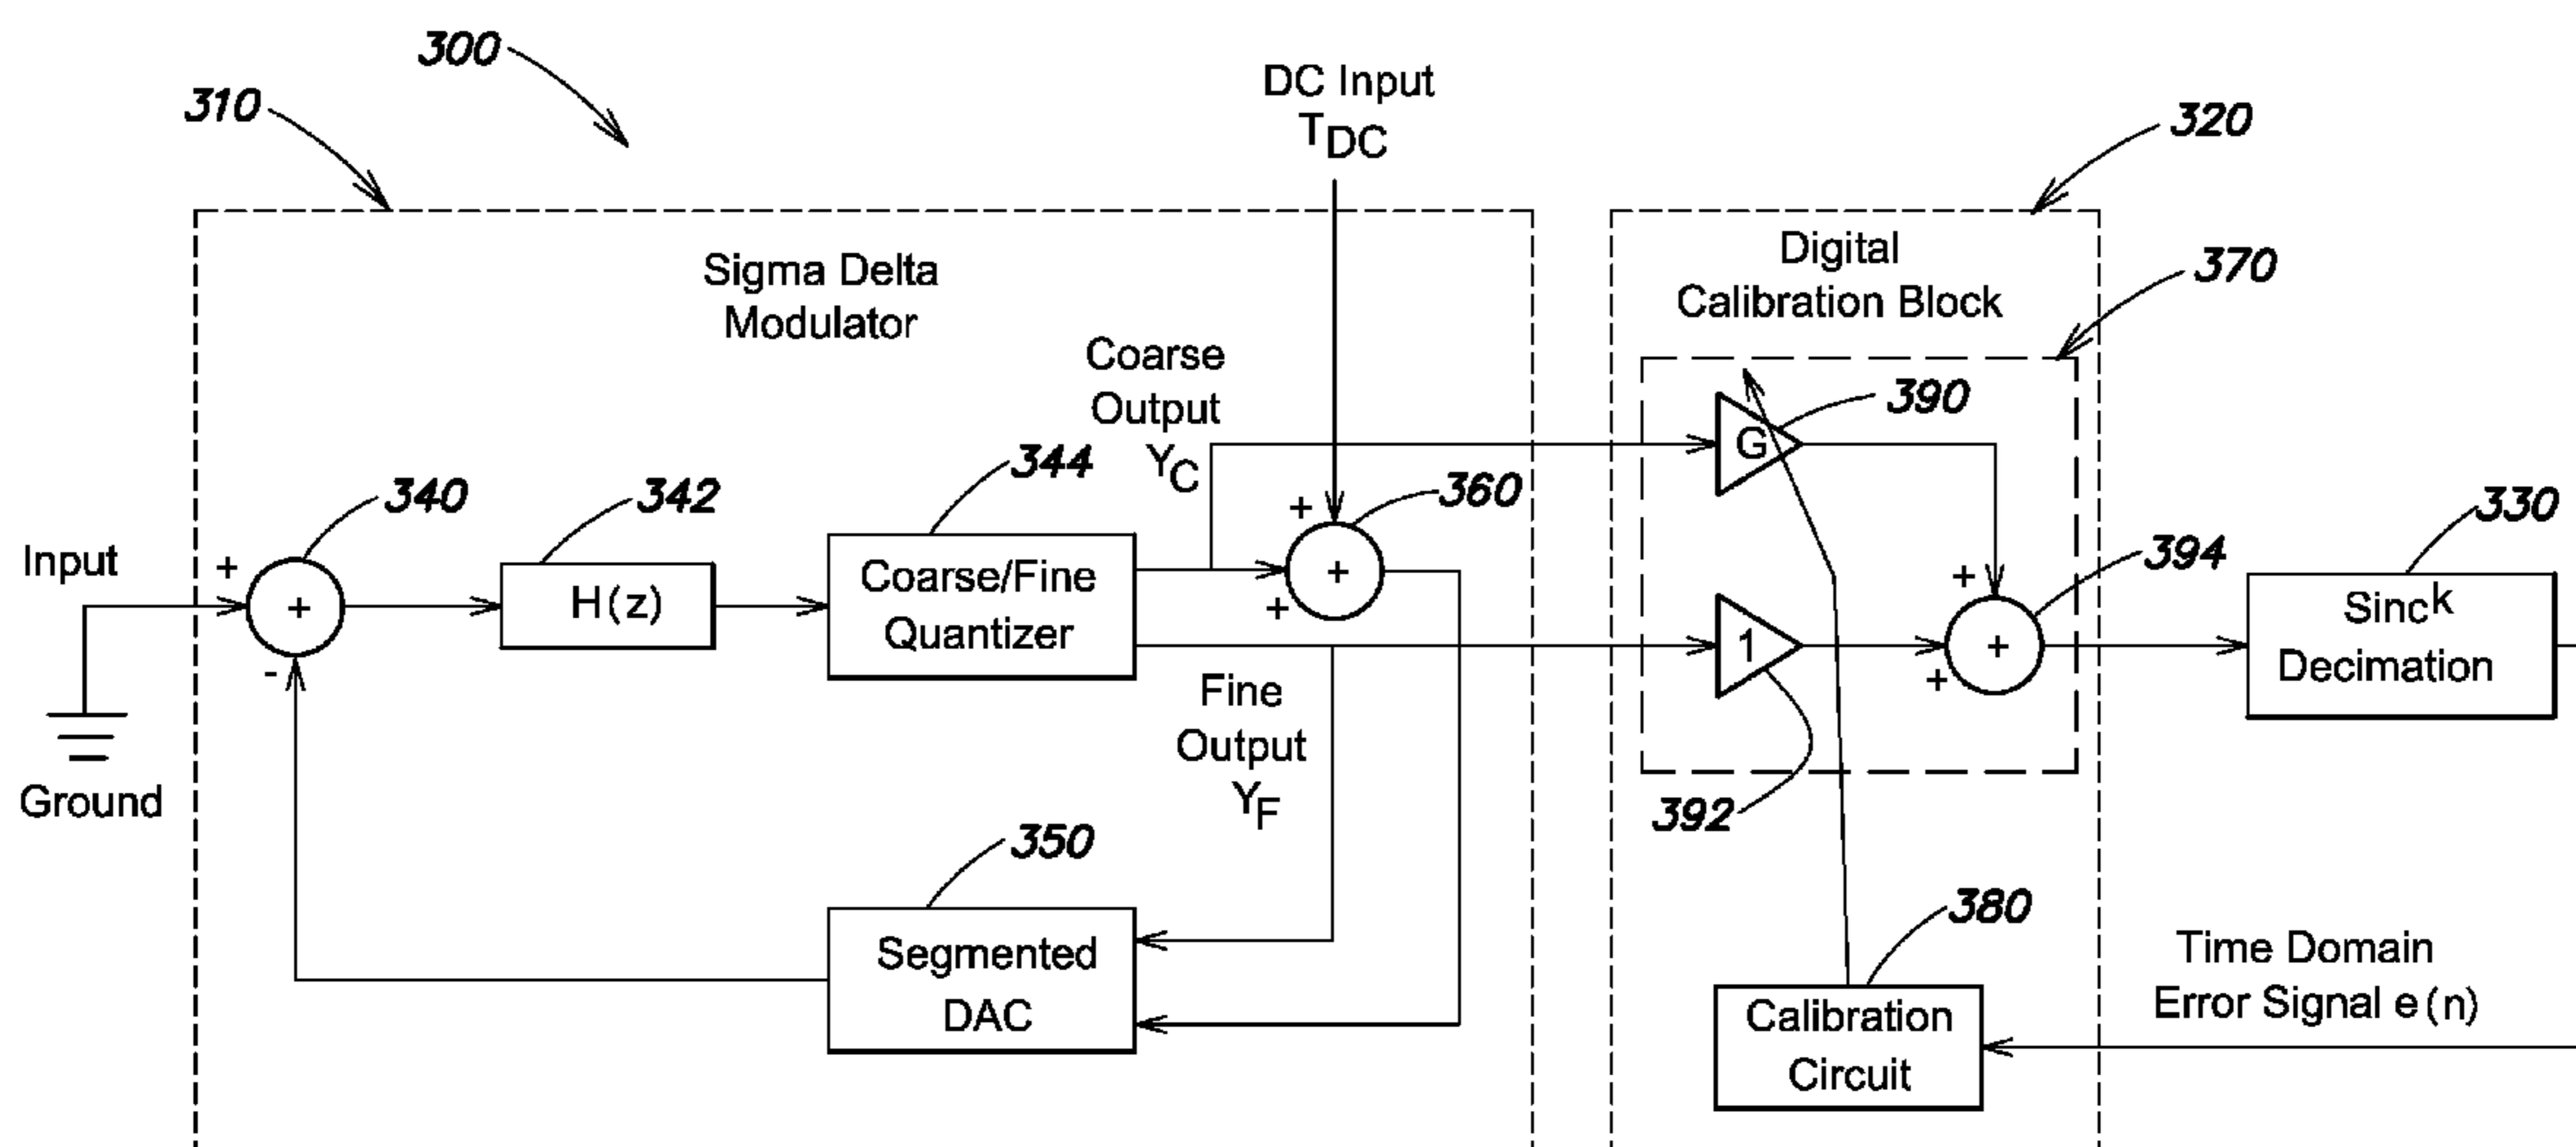 300
310
DC Input
TDC
320
Digital
Calibration Block
370
Sigma Delta
Modulator
Coarse
Output
YC
390
G
340
342
344
360
330
Input
+
+
-
H(z)
Coarse/Fine
Quantizer
+
+
+
1
394
+
+
+
Sinck
Decimation
Fine
Output
YF
Ground
392
350
Segmented
DAC
380
Calibration
Circuit
Time Domain
Error Signal e(n)